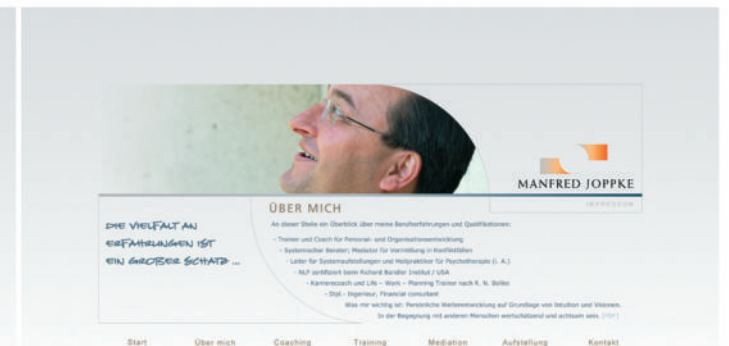 MANFRED JOPPKE
IMPRESSUM
ÜBER MICH
DIE VIELFALT AN
ERFAHRUNGEN IST
EIN GROßER SCHATZ ...
An dieser Stelle ein Überblick über meine Berufserfahrungen und Qualifikationen:
- Trainer und Coach für Personal- und Organisationsentwicklung
- Systemischer Berater, Mediator für Vermittlung in Konfliktfällen
- Leiter für Systemaufstellungen und Heilpraktiker für Psychotherapie (i. A.)
- NLP zertifiziert beim Richard Bandler Institut / USA
- Karrierecoach und Life - Work - Planning Trainer nach R. N. Bolles
- Dipl.- Ingenieur, Financial consultant
Was mir wichtig ist: Persönliche Weiterentwicklung auf Grundlage von Intuition und Visionen.
In der Begegnung mit anderen Menschen wertschätzend und achtsam sein. [PDF]
Start Über mich Coaching Training Mediation Aufstellung Kontakt